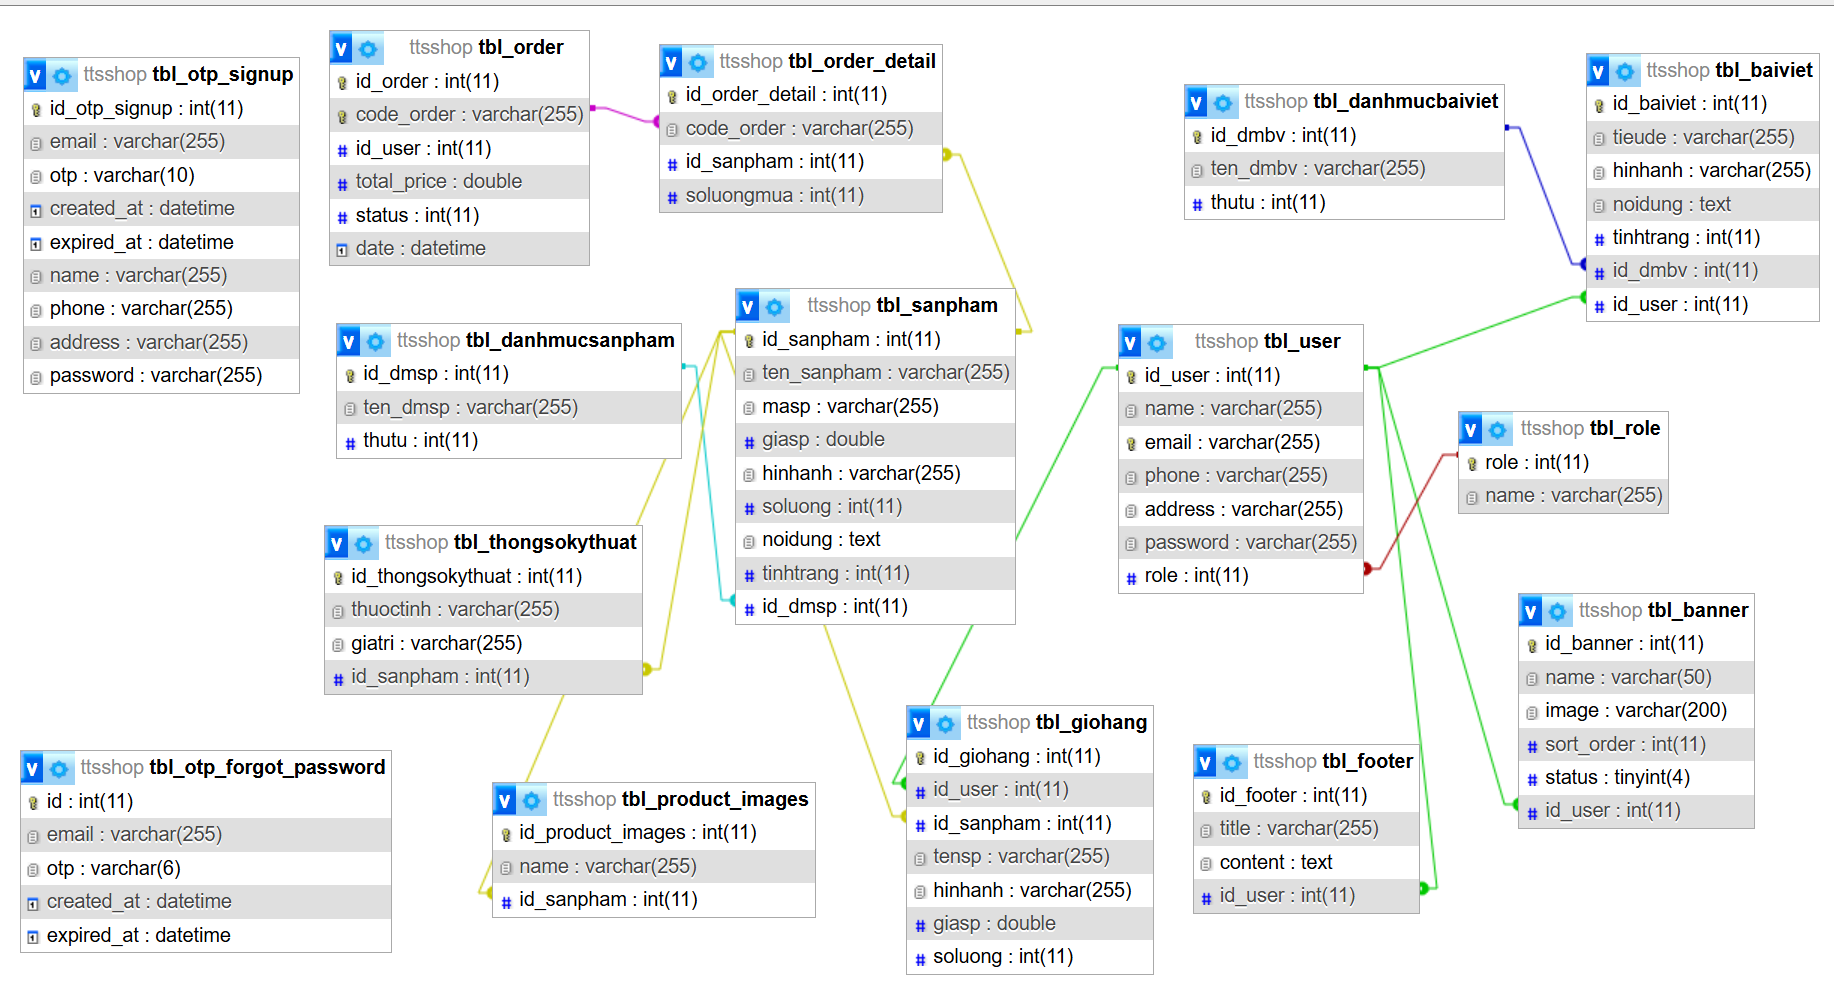 ttsshop tbl_otp_signup
id_otp_signup : int(11)
email : varchar(255)
otp : varchar(10)
created_at : datetime
expired_at : datetime
name : varchar(255)
phone : varchar(255)
address : varchar(255)
password : varchar(255)
ttsshop tbl_order
id_order : int(11)
code_order : varchar(255)
id_user : int(11)
total_price : double
status : int(11)
date : datetime
ttsshop tbl_order_detail
id_order_detail : int(11)
code_order : varchar(255)
id_sanpham : int(11)
soluongmua : int(11)
ttsshop tbl_danhmucbaiviet
id_dmbv : int(11)
ten_dmbv : varchar(255)
thutu : int(11)
ttsshop tbl_baiviet
id_baiviet : int(11)
tieude : varchar(255)
hinhanh : varchar(255)
noidung : text
tinhtrang : int(11)
id_dmbv : int(11)
id_user : int(11)
ttsshop tbl_danhmucsanpham
id_dmsp : int(11)
ten_dmsp : varchar(255)
thutu : int(11)
ttsshop tbl_sanpham
id_sanpham : int(11)
ten_sanpham : varchar(255)
masp : varchar(255)
giasp : double
hinhanh : varchar(255)
soluong : int(11)
noidung : text
tinhtrang : int(11)
id_dmsp : int(11)
ttsshop tbl_user
id_user : int(11)
name : varchar(255)
email : varchar(255)
phone : varchar(255)
address : varchar(255)
password : varchar(255)
role : int(11)
ttsshop tbl_role
role : int(11)
name : varchar(255)
ttsshop tbl_thongsokythuat
id_thongsokythuat : int(11)
thuoctinh : varchar(255)
giatri : varchar(255)
id_sanpham : int(11)
ttsshop tbl_banner
id_banner : int(11)
name : varchar(50)
image : varchar(200)
sort_order : int(11)
status : tinyint(4)
id_user : int(11)
ttsshop tbl_otp_forgot_password
id : int(11)
email : varchar(255)
otp : varchar(6)
created_at : datetime
expired_at : datetime
ttsshop tbl_product_images
id_product_images : int(11)
name : varchar(255)
id_sanpham : int(11)
ttsshop tbl_giohang
id_giohang : int(11)
id_user : int(11)
id_sanpham : int(11)
tensp : varchar(255)
hinhanh : varchar(255)
giasp : double
soluong : int(11)
ttsshop tbl_footer
id_footer : int(11)
title : varchar(255)
content : text
id_user : int(11)